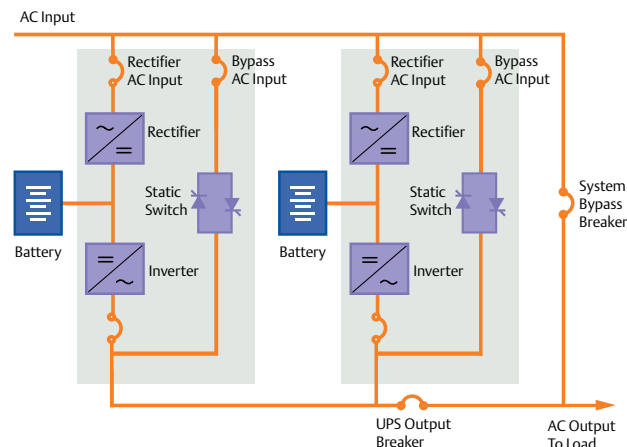 AC Input
Rectifier
AC Input
Bypass
AC Input
Rectifier
AC Input
Bypass
AC Input
Rectifier
Rectifier
Static
Switch
Static
Switch
System
Bypass
Breaker
Battery
Inverter
Battery
Inverter
UPS Output
Breaker
AC Output
To Load